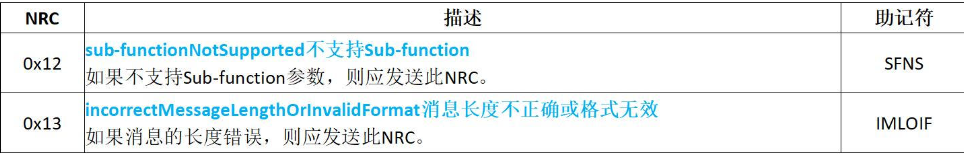 NRC 描述 助记符
0x12 sub-functionNotSupported不支持Sub-function SFNS
如果不支持Sub-function参数，则应发送此NRC。
0x13 incorrectMessageLengthOrInvalidFormat消息长度不正确或格式无效 IMLOIF
如果消息的长度错误，则应发送此NRC。